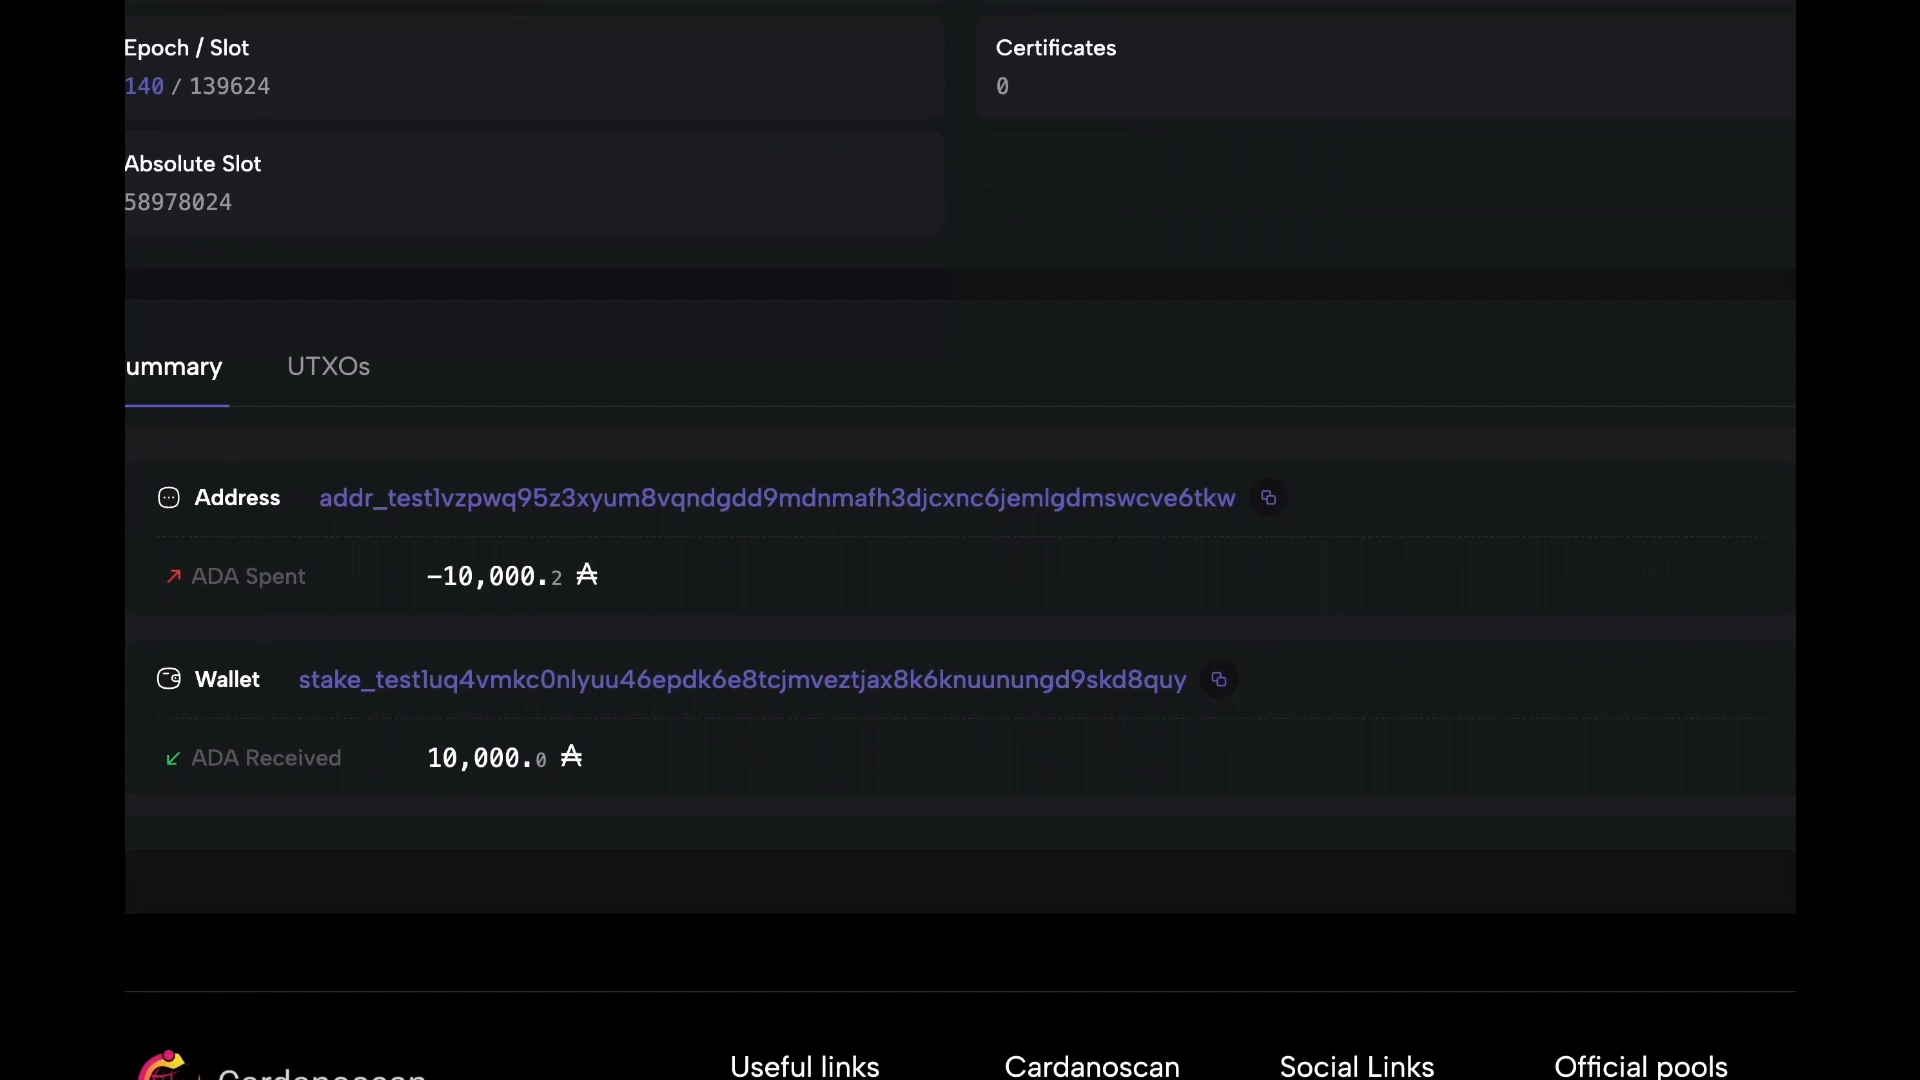 Epoch / Slot
140 / 139624
Certificates
0
Absolute Slot
58978024
ummary
UTXOs
Address addr_test1vzpwq95z3xyum8vqndgdd9mdnmafh3djcxnc6jemlgdmswcve6tkw
ADA Spent -10,000.2 ₳
Wallet stake_test1uq4vmkc0nlyuu46epdk6e8tcjmveztjax8k6knuunungd9skd8quy
ADA Received 10,000.0 ₳
Cardanoscan
Useful links
Cardanoscan
Social Links
Official pools